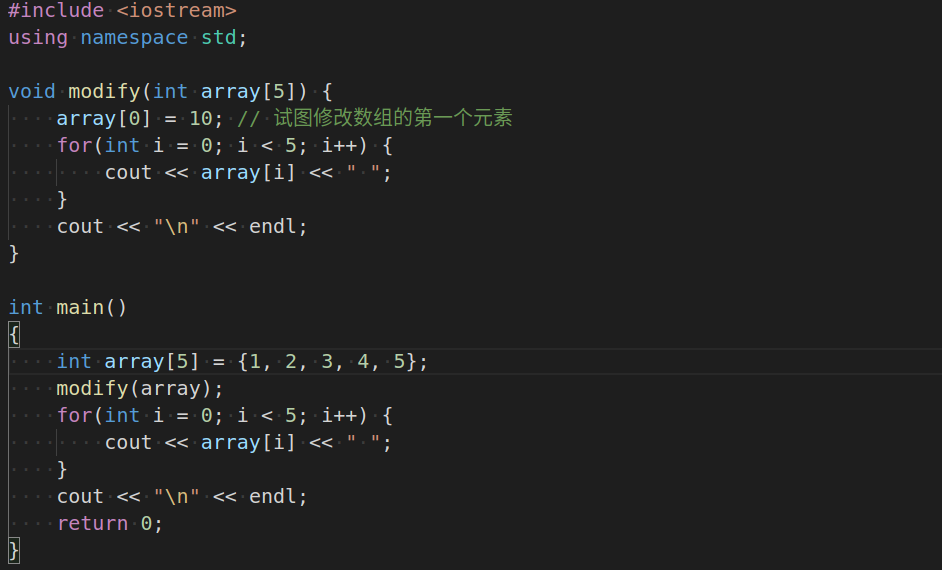 #include <iostream>
using namespace std;

void modify(int array[5]) {
    array[0] = 10; // 试图修改数组的第一个元素
    for(int i = 0; i < 5; i++) {
        cout << array[i] << " ";
    }
    cout << "\n" << endl;
}

int main()
{
    int array[5] = {1, 2, 3, 4, 5};
    modify(array);
    for(int i = 0; i < 5; i++) {
        cout << array[i] << " ";
    }
    cout << "\n" << endl;
    return 0;
}